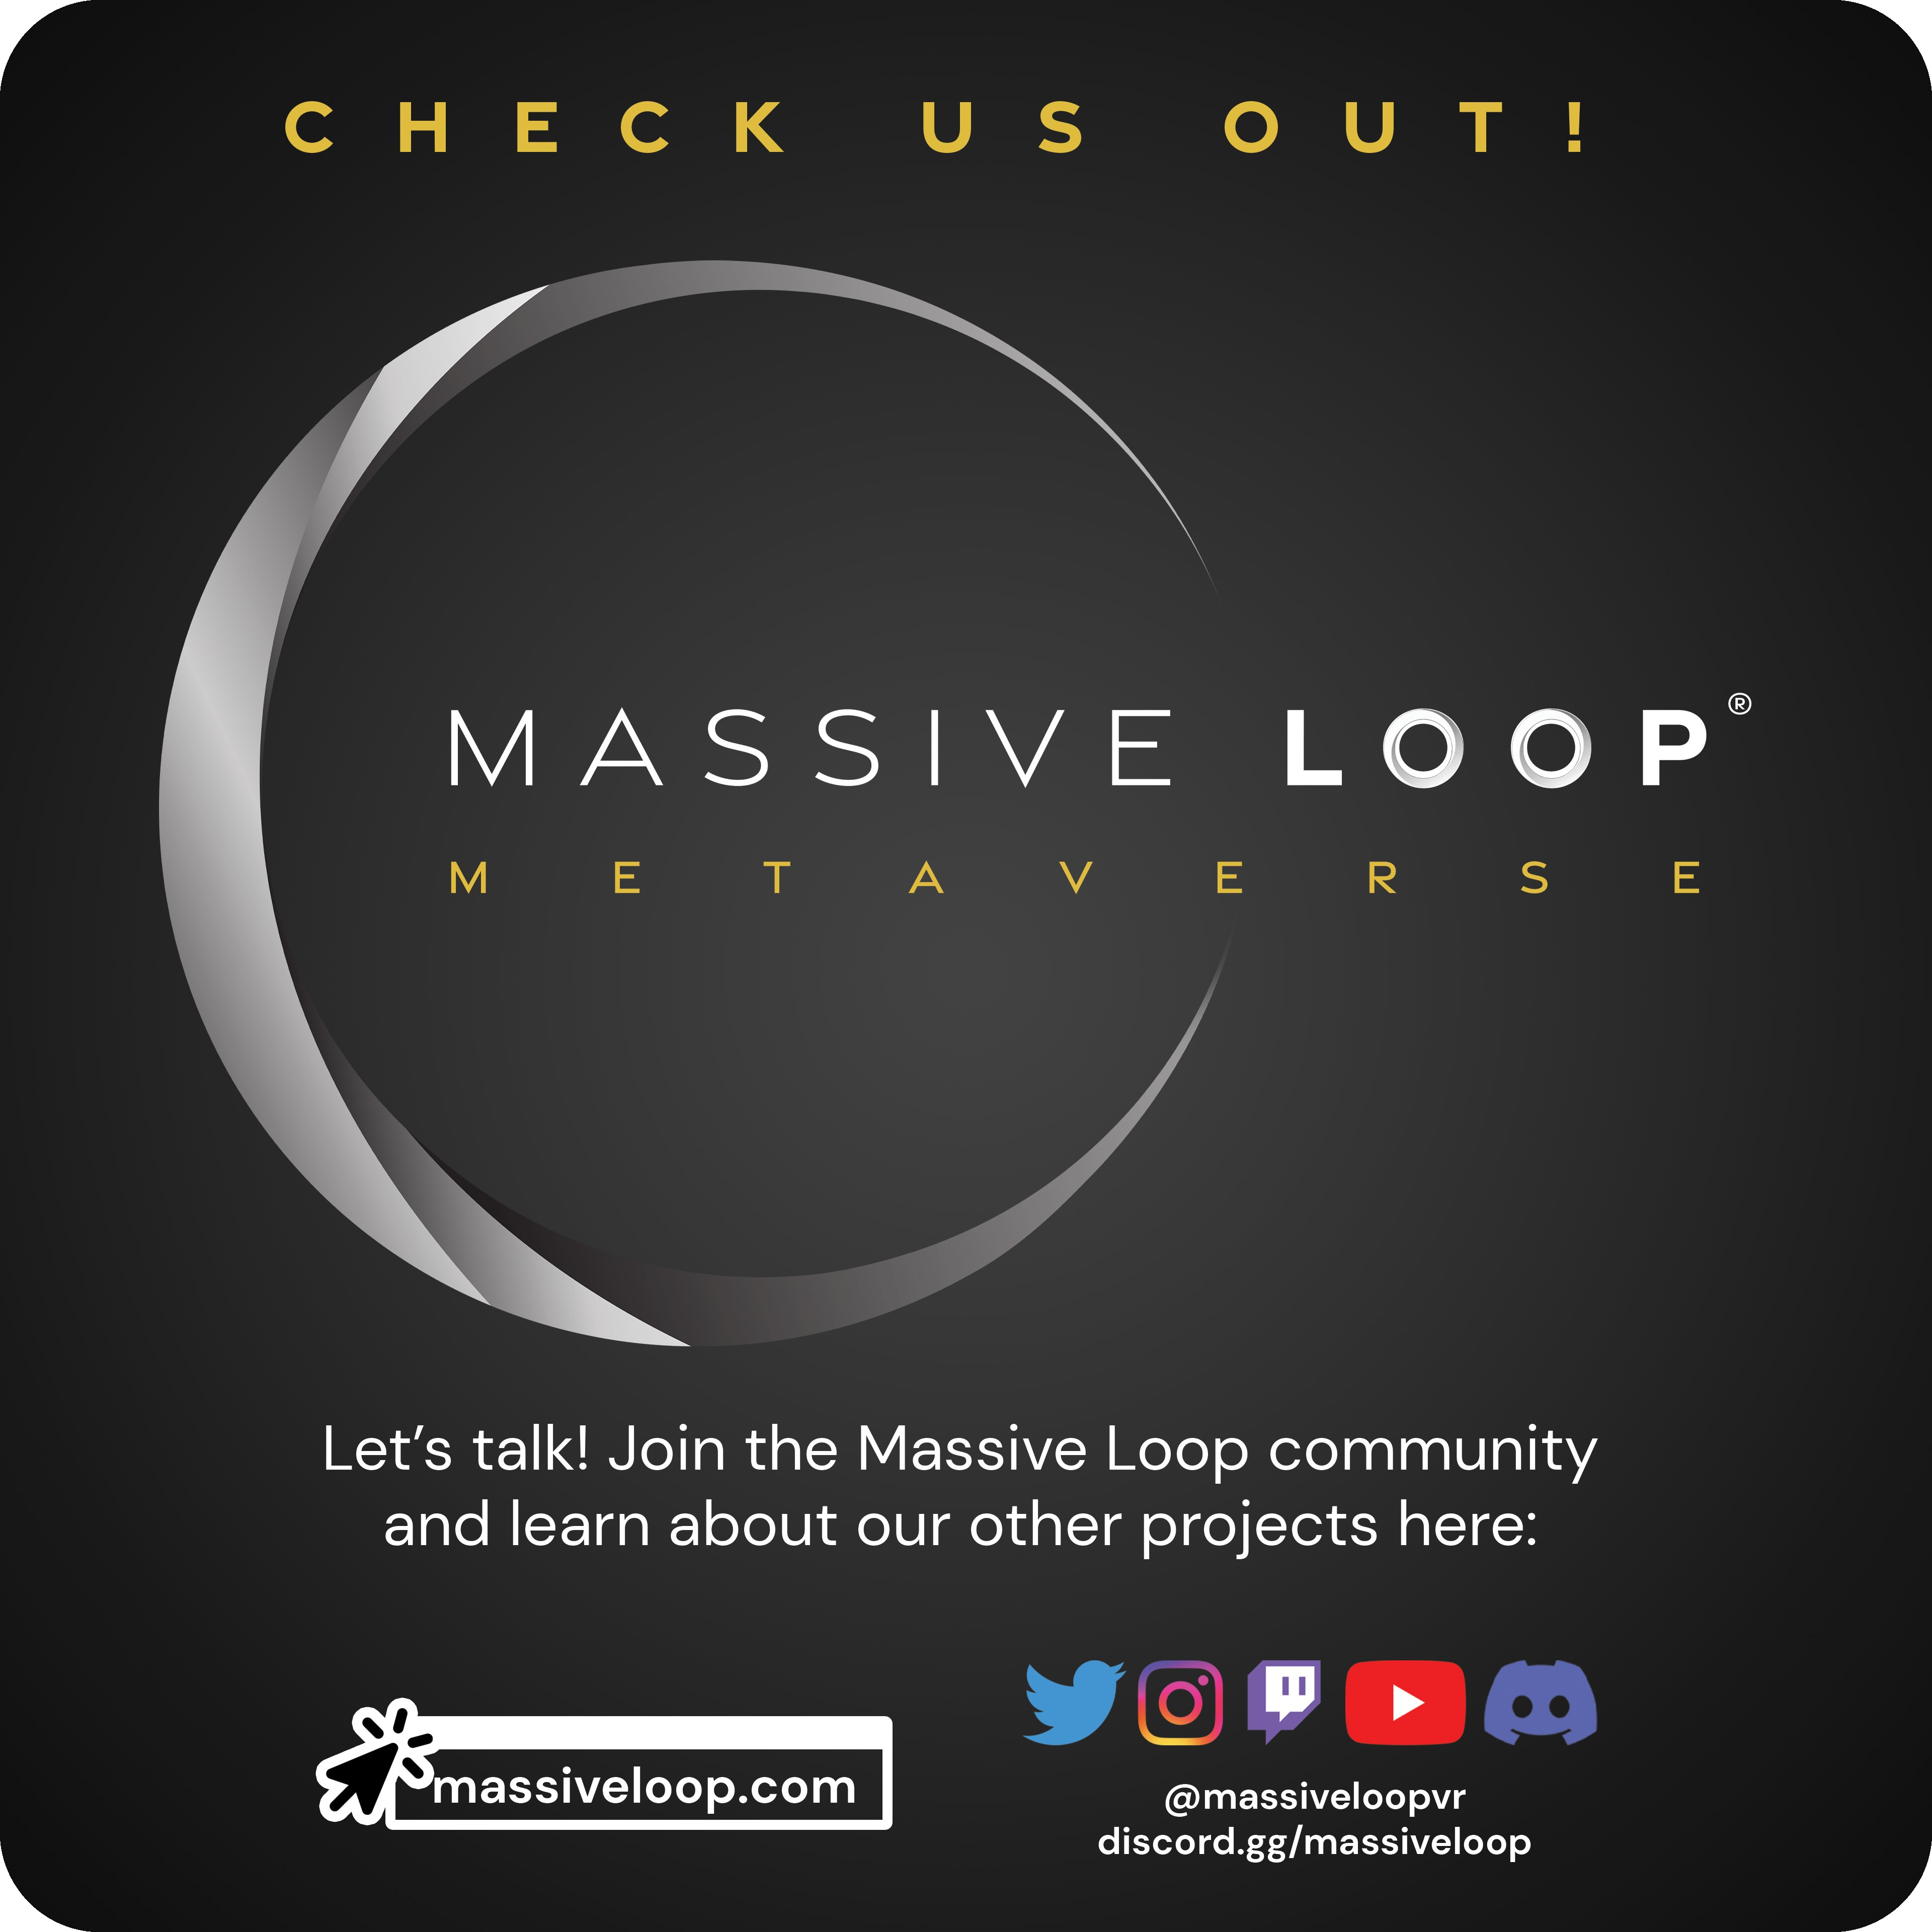 CHECK US OUT!
MASSIVE LOOP®
METAVERSE
Let’s talk! Join the Massive Loop community
and learn about our other projects here:
massiveloop.com
@massiveloopvr
discord.gg/massiveloop